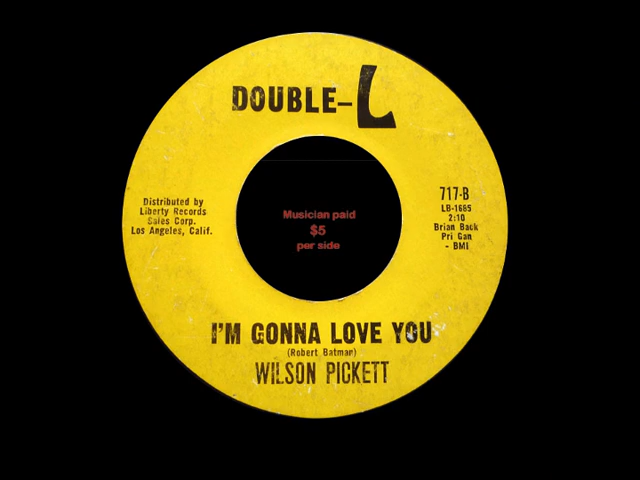 DOUBLE-L
Distributed by
Liberty Records
Sales Corp.
Los Angeles, Calif.
Musician paid
$5
per side
717-B
LB-1685
2:10
Brian Back
Pri Gan
- BMI
I'M GONNA LOVE YOU
(Robert Batman)
WILSON PICKETT